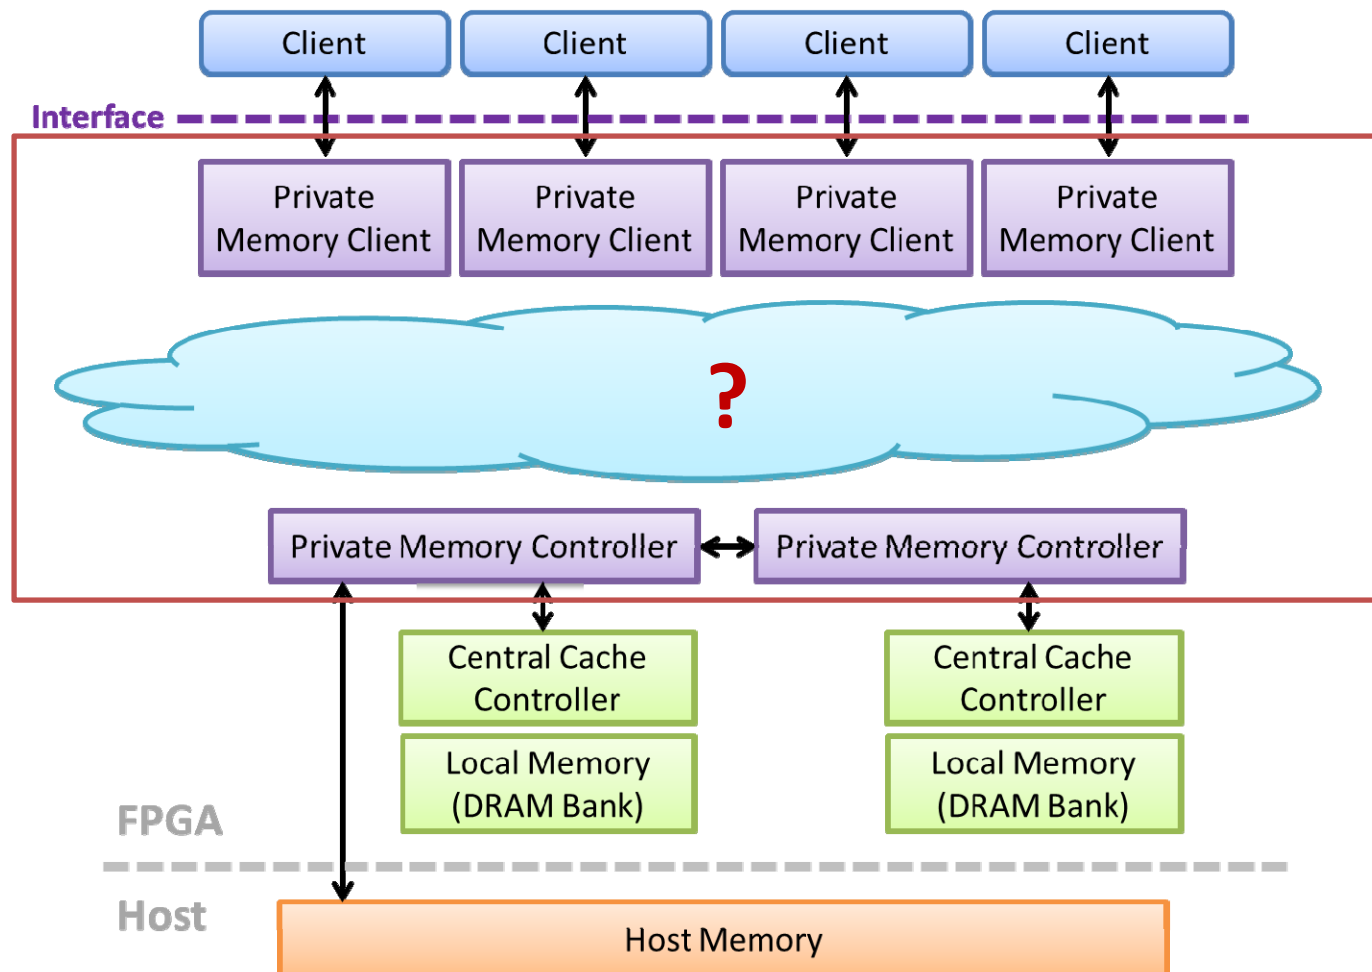 Client Client Client Client
Interface
Private Private Private Private
Memory Client Memory Client Memory Client Memory Client
?
Private Memory Controller Private Memory Controller
Central Cache Central Cache
Controller Controller
Local Memory Local Memory
(DRAM Bank) (DRAM Bank)
FPGA
Host
Host Memory